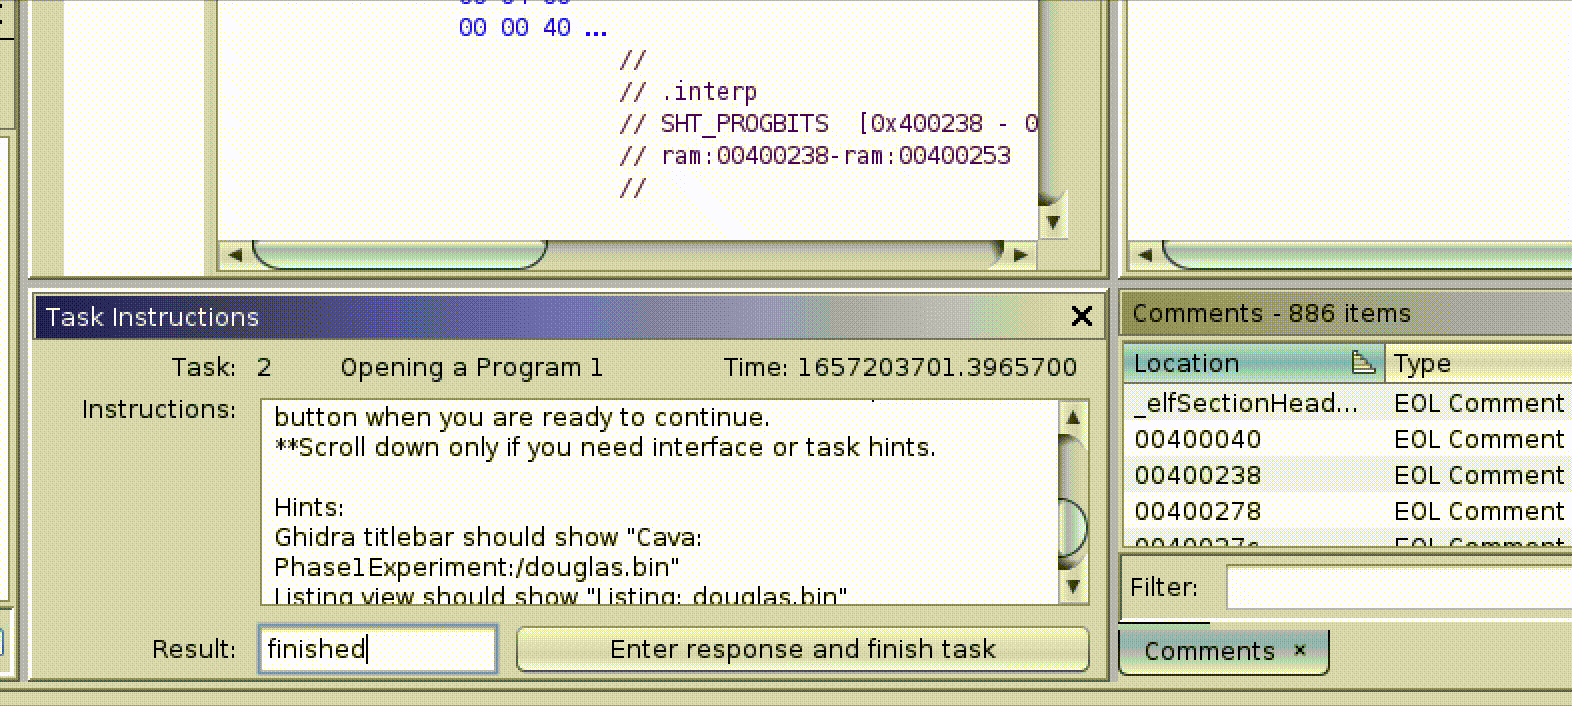 00 00 40 ...
//
// .interp
// SHT_PROGBITS [0x400238 - 0
// ram:00400238-ram:00400253
//
Task Instructions
Task: 2 Opening a Program 1 Time: 1657203701.3965700
Instructions:
button when you are ready to continue.
**Scroll down only if you need interface or task hints.
Hints:
Ghidra titlebar should show "Cava:
Phase1Experiment:/douglas.bin"
Listing view should show "Listing: douglas.bin"
Result: finished
Enter response and finish task
Comments - 886 items
Location Type
_elfSectionHead... EOL Comment
00400040 EOL Comment
00400238 EOL Comment
00400278 EOL Comment
Filter:
Comments ×